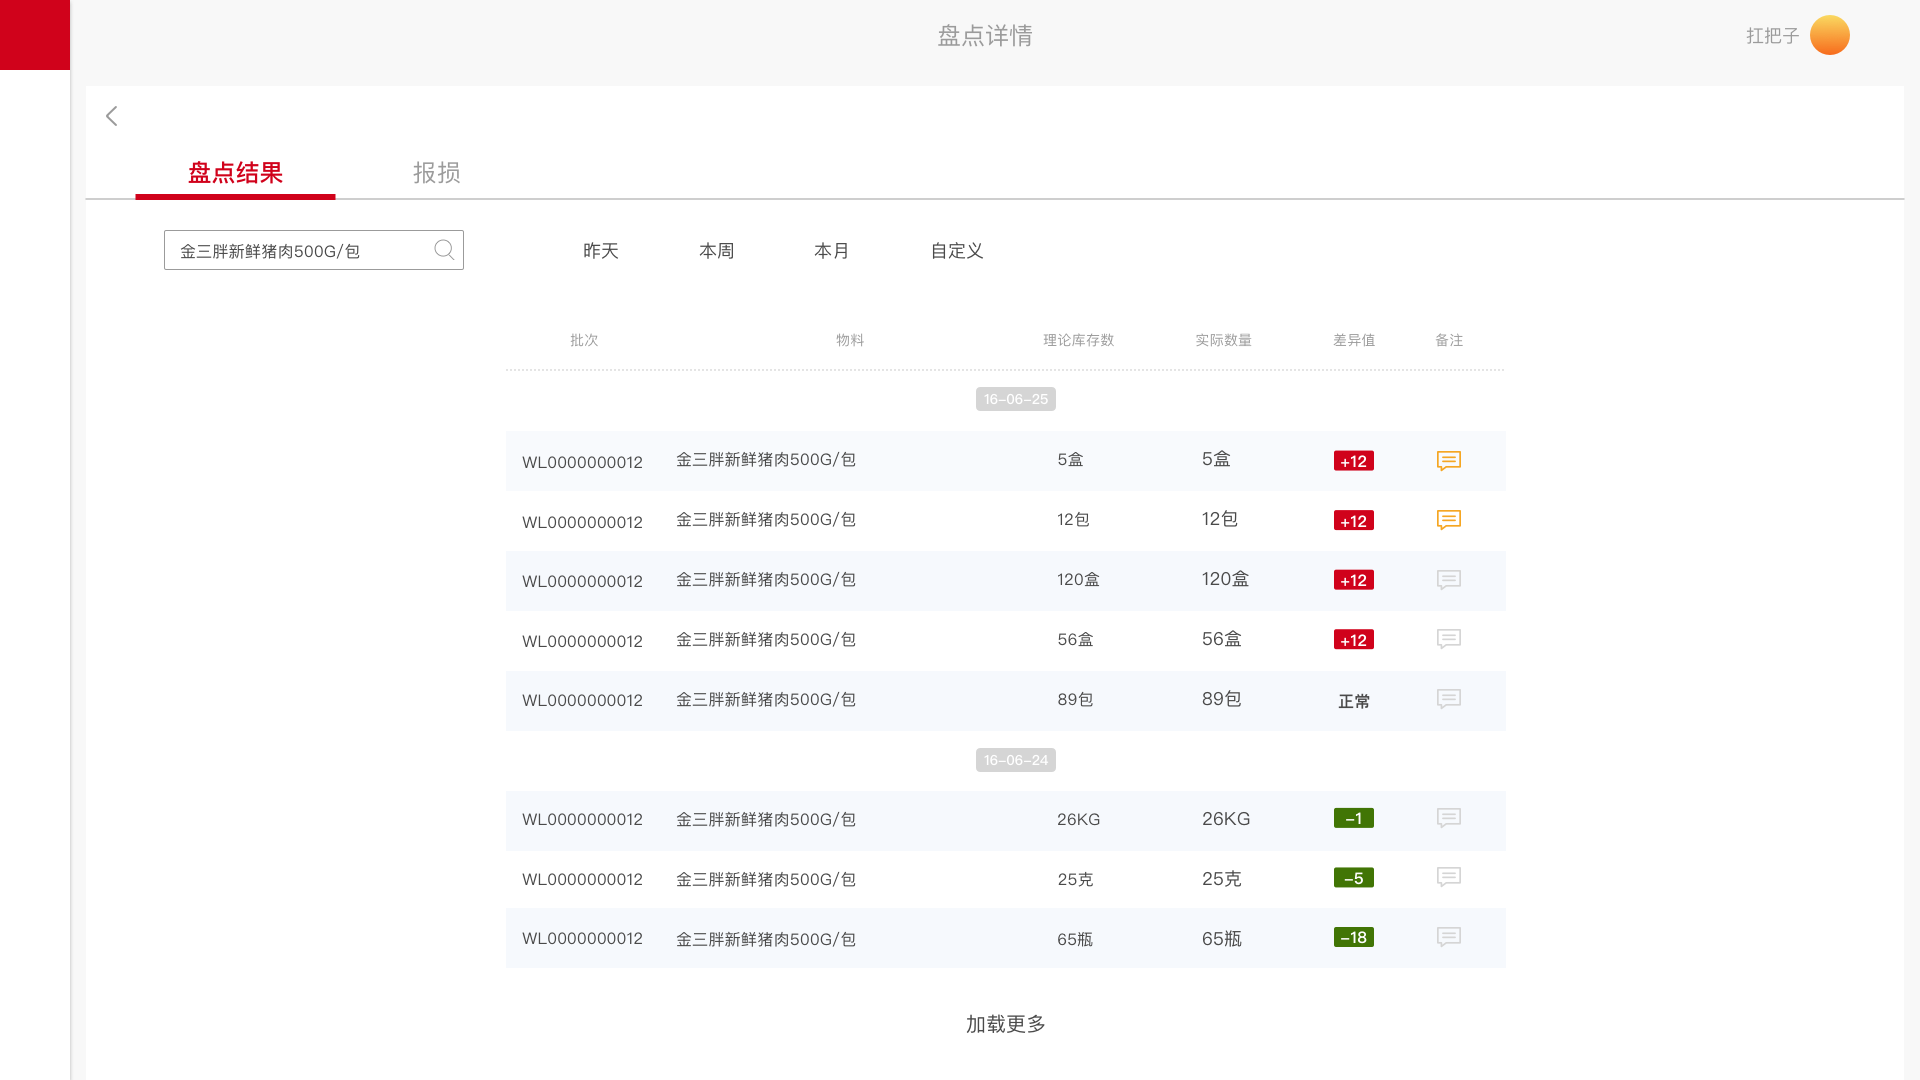 盘点详情
扛把子
盘点结果 报损
金三胖新鲜猪肉500G/包 昨天 本周 本月 自定义
批次 物料 理论库存数 实际数量 差异值 备注
16-06-25
WL0000000012 金三胖新鲜猪肉500G/包 5盒 5盒 +12
WL0000000012 金三胖新鲜猪肉500G/包 12包 12包 +12
WL0000000012 金三胖新鲜猪肉500G/包 120盒 120盒 +12
WL0000000012 金三胖新鲜猪肉500G/包 56盒 56盒 +12
WL0000000012 金三胖新鲜猪肉500G/包 89包 89包 正常
16-06-24
WL0000000012 金三胖新鲜猪肉500G/包 26KG 26KG -1
WL0000000012 金三胖新鲜猪肉500G/包 25克 25克 -5
WL0000000012 金三胖新鲜猪肉500G/包 65瓶 65瓶 -18
加载更多